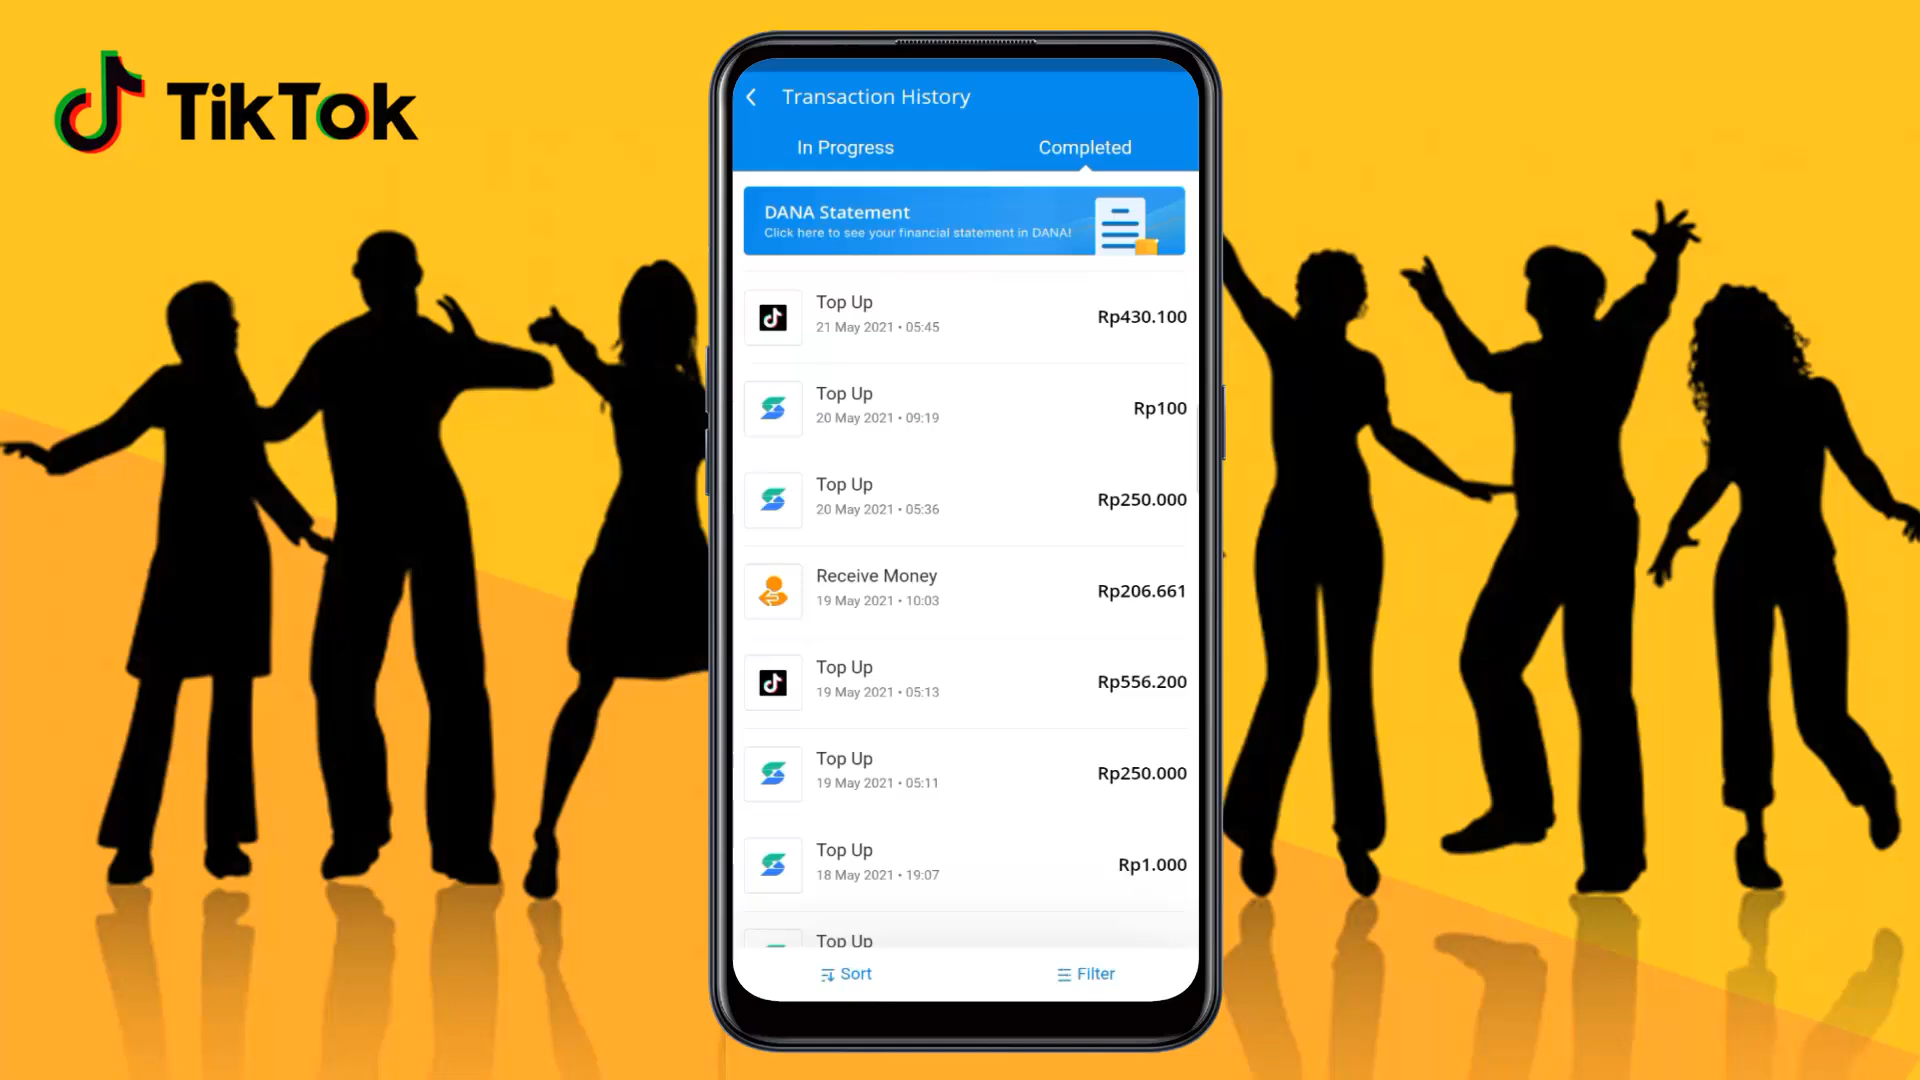 TikTok
Transaction History
In Progress
Completed
DANA Statement
Click here to see your financial statement in DANA!
Top Up
21 May 2021 • 05:45
Rp430.100
Top Up
20 May 2021 • 09:19
Rp100
Top Up
20 May 2021 • 05:36
Rp250.000
Receive Money
19 May 2021 • 10:03
Rp206.661
Top Up
19 May 2021 • 05:13
Rp556.200
Top Up
19 May 2021 • 05:11
Rp250.000
Top Up
18 May 2021 • 19:07
Rp1.000
Top Up
Sort
Filter